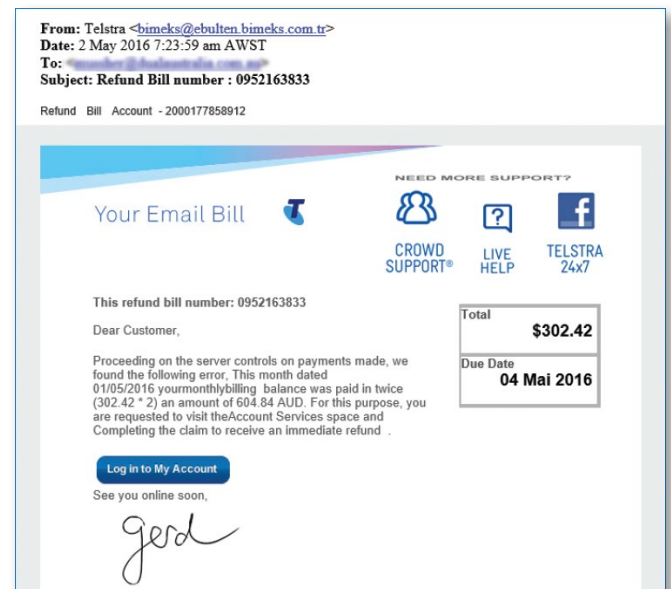 From: Telstra <bimeks@ebulten.bimeks.com.tr>
Date: 2 May 2016 7:23:59 am AWST
To:
Subject: Refund Bill number : 0952163833
Refund Bill Account - 2000177858912
NEED MORE SUPPORT?
Your Email Bill
CROWD
SUPPORT®
LIVE
HELP
TELSTRA
24x7
This refund bill number: 0952163833
Dear Customer,
Proceeding on the server controls on payments made, we
found the following error, This month dated
01/05/2016 yourmonthlybilling balance was paid in twice
(302.42 * 2) an amount of 604.84 AUD. For this purpose, you
are requested to visit theAccount Services space and
Completing the claim to receive an immediate refund .
Total
$302.42
Due Date
04 Mai 2016
Log in to My Account
See you online soon,
gerd